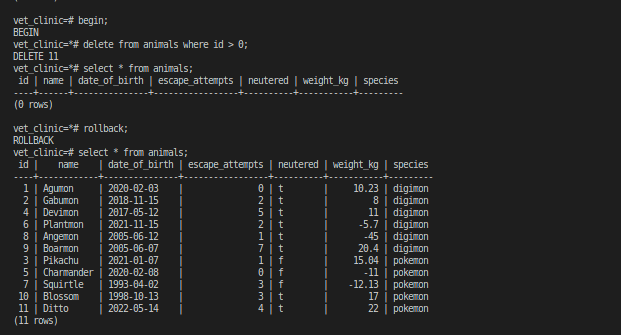 vet_clinic=# begin;
BEGIN
vet_clinic=*# delete from animals where id > 0;
DELETE 11
vet_clinic=*# select * from animals;
 id | name | date_of_birth | escape_attempts | neutered | weight_kg | species
----+------+---------------+-----------------+----------+-----------+---------
(0 rows)

vet_clinic=*# rollback;
ROLLBACK
vet_clinic=# select * from animals;
 id |    name    | date_of_birth | escape_attempts | neutered | weight_kg | species
----+------------+---------------+-----------------+----------+-----------+---------
  1 | Agumon     | 2020-02-03    |               0 | t        |     10.23 | digimon
  2 | Gabumon    | 2018-11-15    |               2 | t        |         8 | digimon
  4 | Devimon    | 2017-05-12    |               5 | t        |        11 | digimon
  6 | Plantmon   | 2021-11-15    |               2 | t        |      -5.7 | digimon
  8 | Angemon    | 2005-06-12    |               1 | t        |       -45 | digimon
  9 | Boarmon    | 2005-06-07    |               7 | t        |      20.4 | digimon
  3 | Pikachu    | 2021-01-07    |               1 | f        |     15.04 | pokemon
  5 | Charmander | 2020-02-08    |               0 | f        |       -11 | pokemon
  7 | Squirtle   | 1993-04-02    |               3 | f        |    -12.13 | pokemon
 10 | Blossom    | 1998-10-13    |               3 | t        |        17 | pokemon
 11 | Ditto      | 2022-05-14    |               4 | t        |        22 | pokemon
(11 rows)